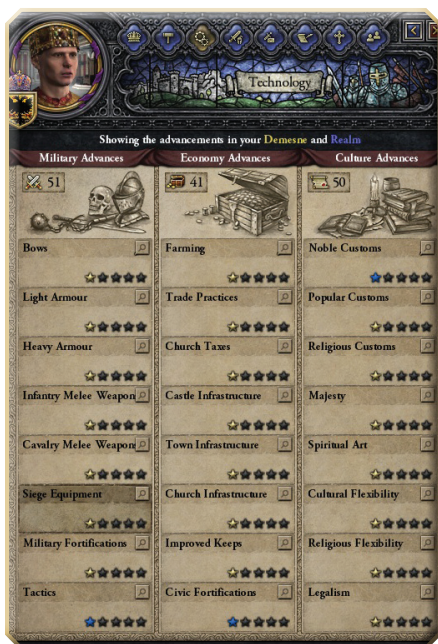 Technology
Showing the advancements in your Demesne and Realm
Military Advances Economy Advances Culture Advances
51 41 50
Bows Farming Noble Customs
Light Armour Trade Practices Popular Customs
Heavy Armour Church Taxes Religious Customs
Infantry Melee Weapon Castle Infrastructure Majesty
Cavalry Melee Weapons Town Infrastructure Spiritual Art
Siege Equipment Church Infrastructure Cultural Flexibility
Military Fortifications Improved Keeps Religious Flexibility
Tactics Civic Fortifications Legalism